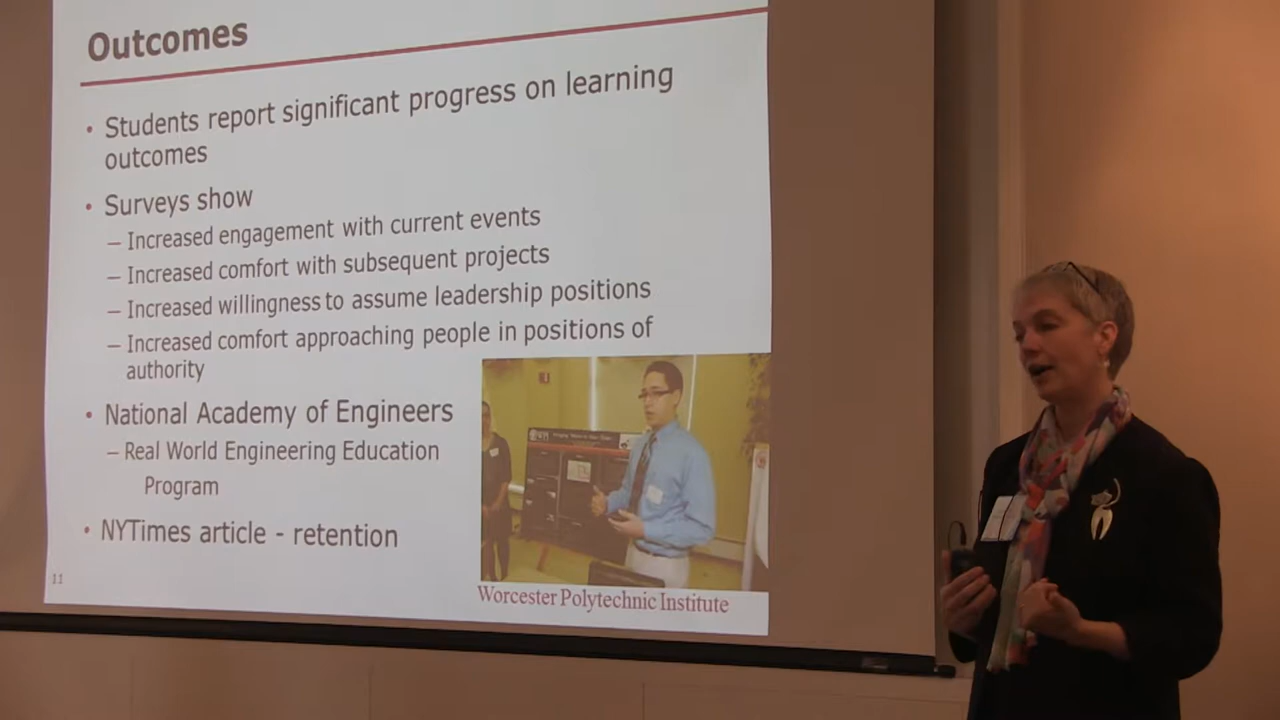 Outcomes
• Students report significant progress on learning
outcomes
• Surveys show
– Increased engagement with current events
– Increased comfort with subsequent projects
– Increased willingness to assume leadership positions
– Increased comfort approaching people in positions of
authority
• National Academy of Engineers
– Real World Engineering Education
Program
• NYTimes article - retention
11
Worcester Polytechnic Institute